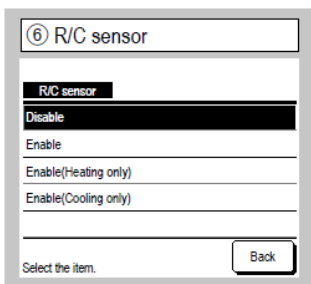 ⑥ R/C sensor
R/C sensor
Disable
Enable
Enable(Heating only)
Enable(Cooling only)
Select the item.
Back